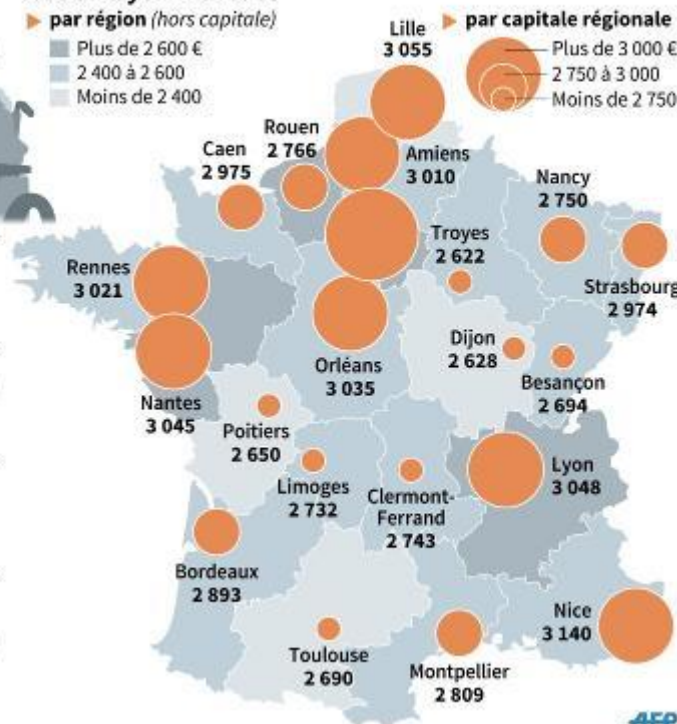 par région (hors capitale)
Plus de 2 600 €
2 400 à 2 600
Moins de 2 400
par capitale régionale
Plus de 3 000 €
2 750 à 3 000
Moins de 2 750
Lille
3 055
Rouen
2 766
Caen
2 975
Amiens
3 010
Nancy
2 750
Troyes
2 622
Rennes
3 021
Strasbourg
2 974
Dijon
2 628
Orléans
3 035
Besançon
2 694
Nantes
3 045
Poitiers
2 650
Lyon
3 048
Limoges
2 732
Clermont-
Ferrand
2 743
Bordeaux
2 893
Nice
3 140
Toulouse
2 690
Montpellier
2 809
AFP